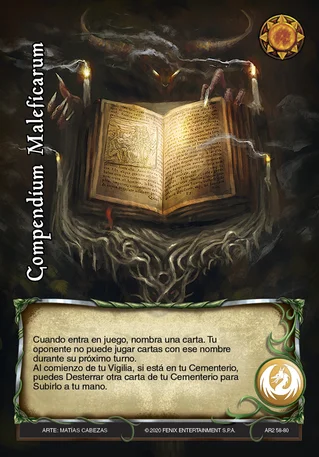 Compendium Maleficarum
Cuando entra en juego, nombra una carta. Tu
oponente no puede jugar cartas con ese nombre
durante su próximo turno.
Al comienzo de tu Vigilia, si está en tu Cementerio,
puedes Desterrar otra carta de tu Cementerio para
Subirlo a tu mano.
ARTE: MATÍAS CABEZAS
©2020 FENIX ENTERTAINMENT S.P.A.
AR2 58-80